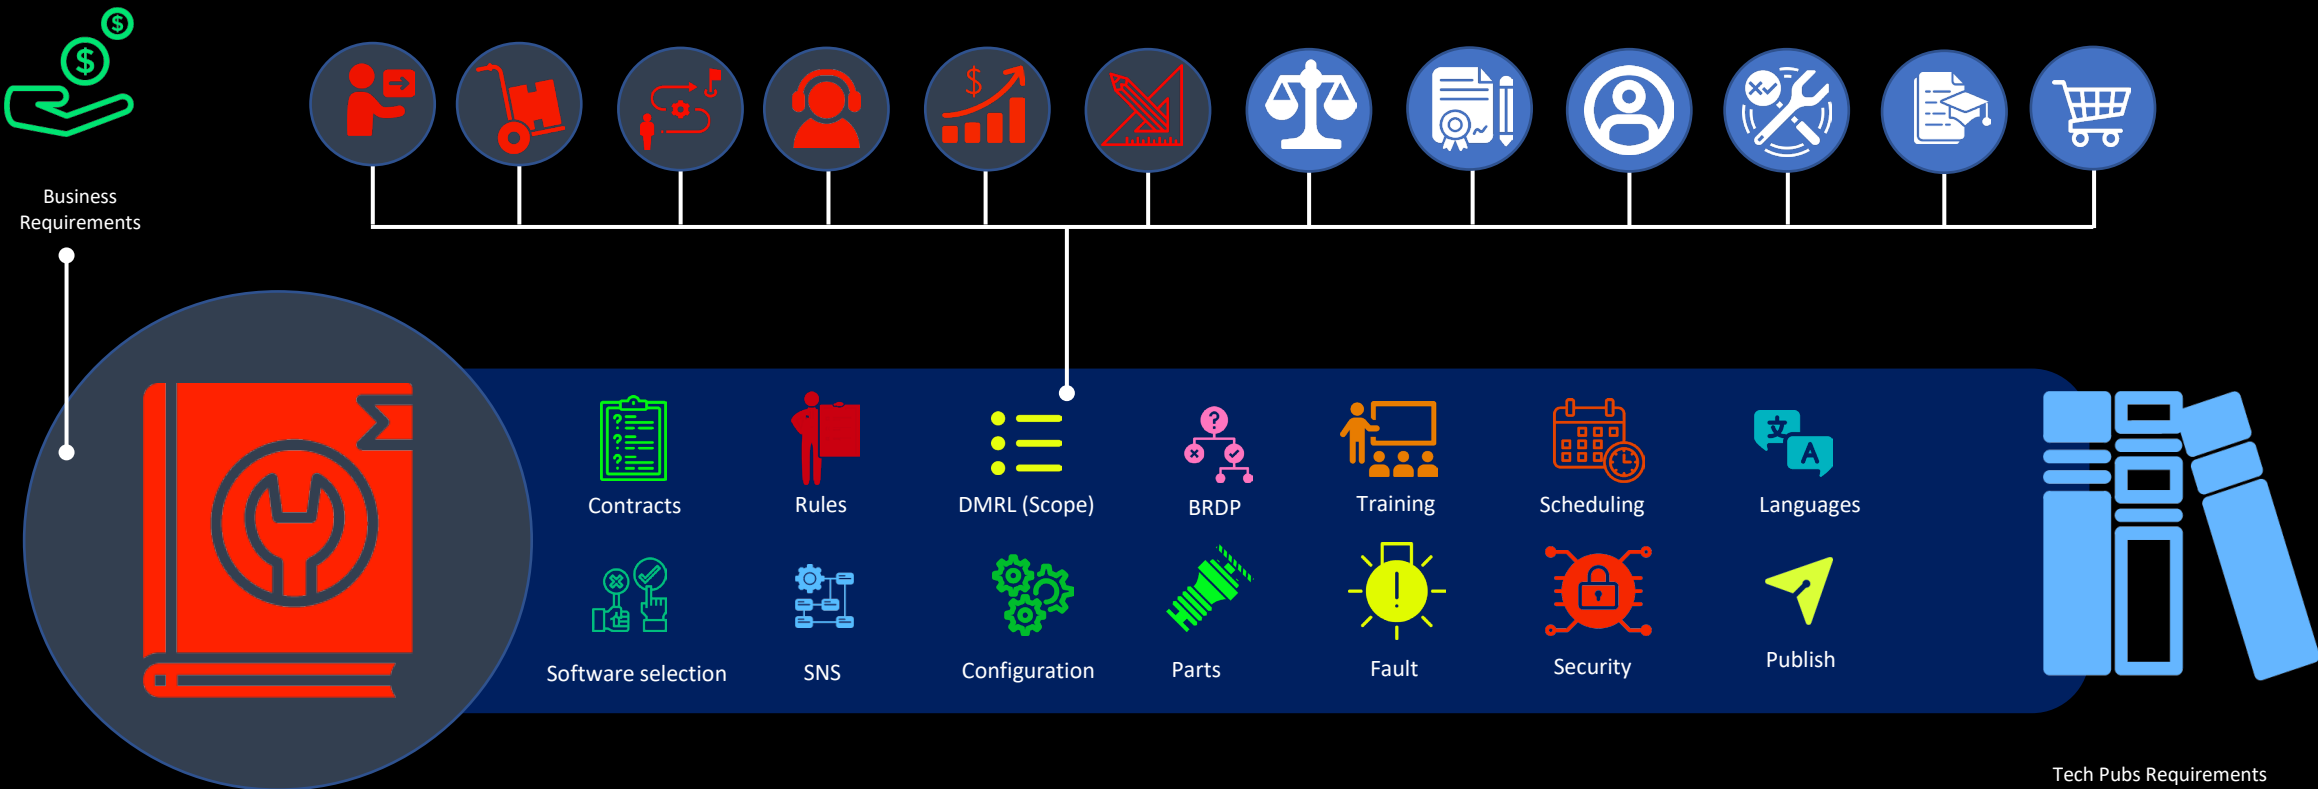 Business
Requirements
Contracts
Rules
DMRL (Scope)
BRDP
Training
Scheduling
Languages
Software selection
SNS
Configuration
Parts
Fault
Security
Publish
Tech Pubs Requirements